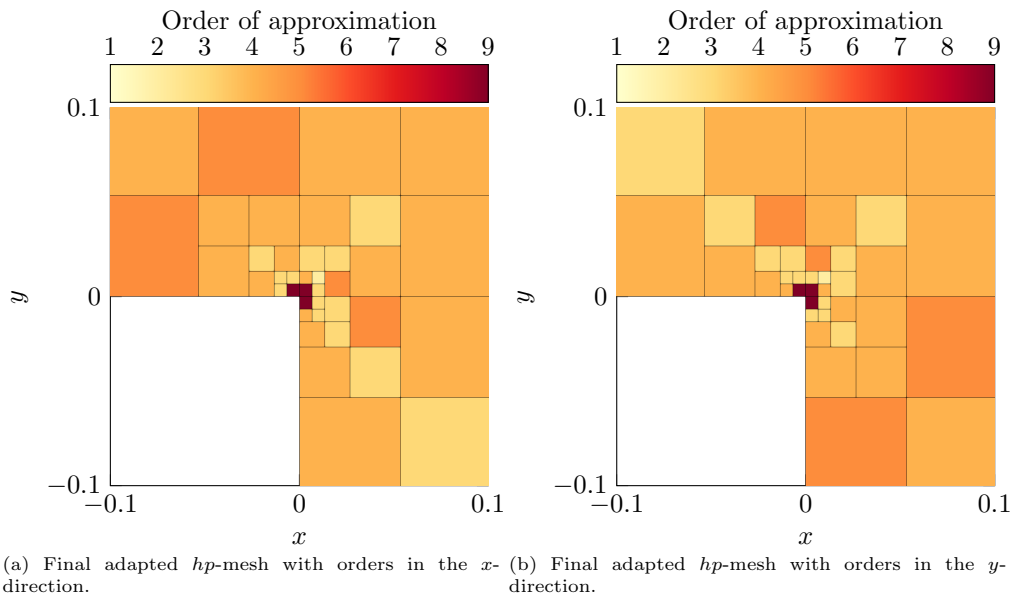 Order of approximation
1 2 3 4 5 6 7 8 9
0.1
0
−0.1
y
−0.1 0 0.1
x
(a) Final adapted hp-mesh with orders in the x-
direction.
Order of approximation
1 2 3 4 5 6 7 8 9
0.1
0
−0.1
y
−0.1 0 0.1
x
(b) Final adapted hp-mesh with orders in the y-
direction.